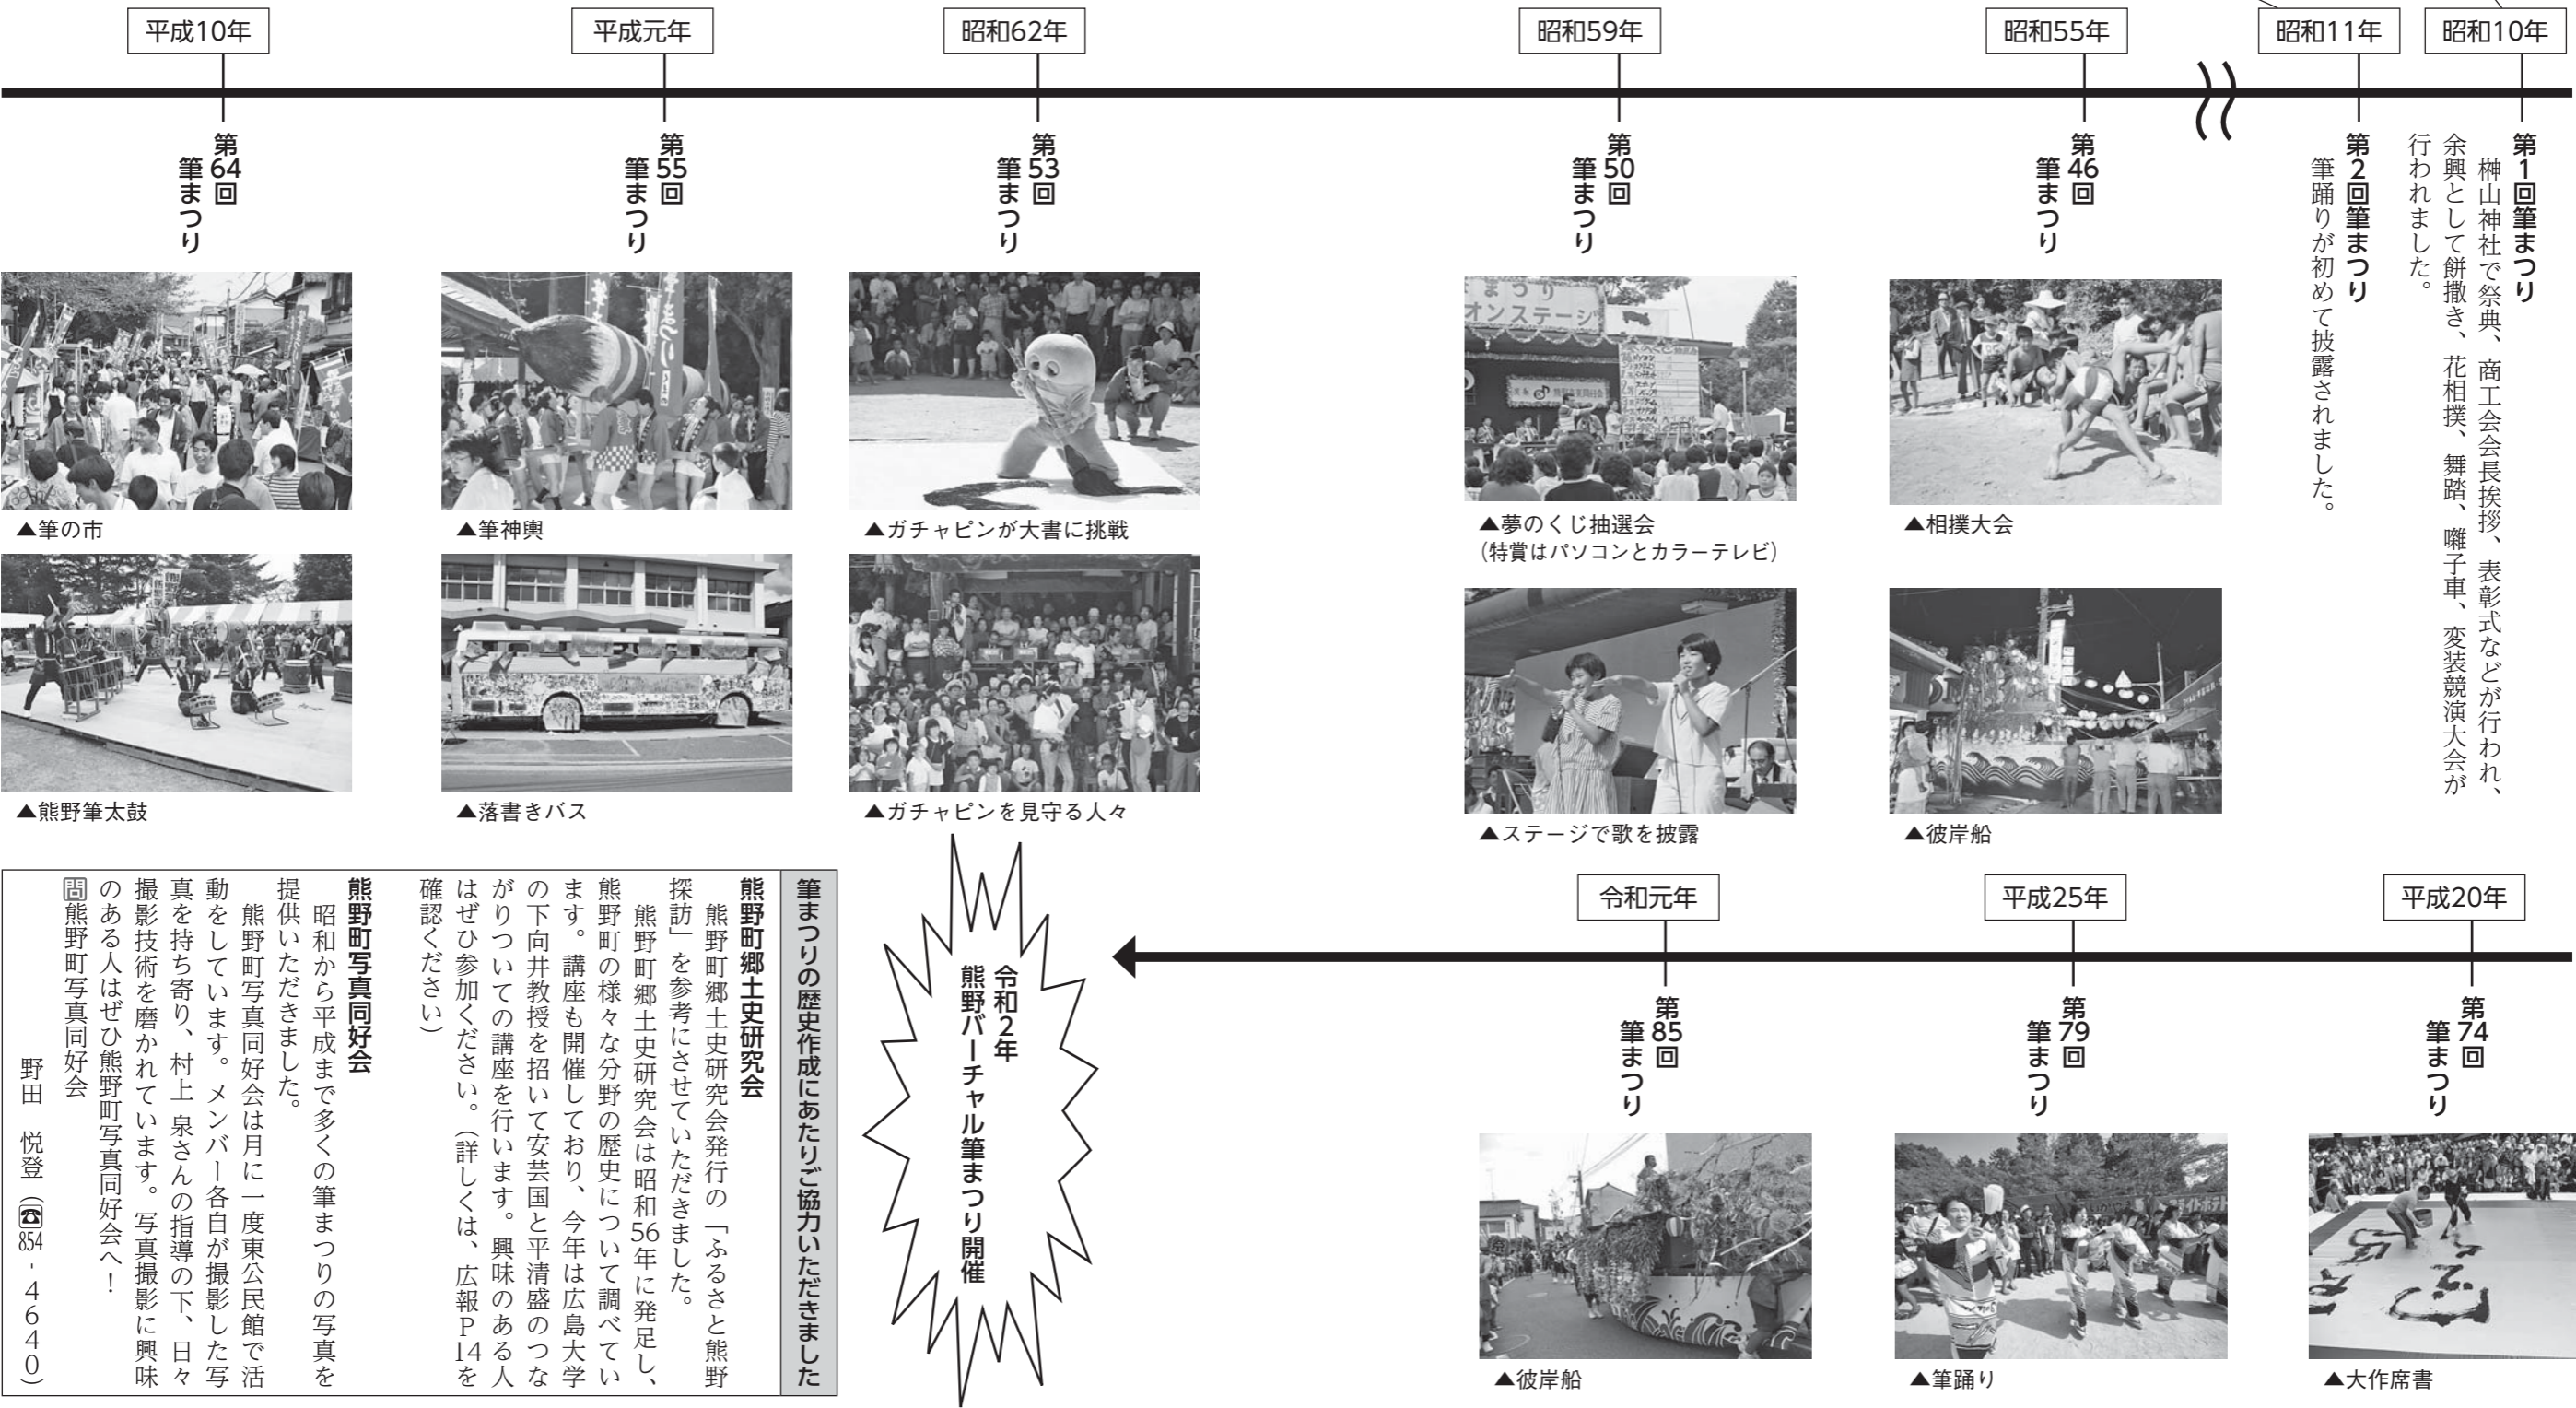 昭和10年
第1回筆まつり
榊山神社で祭典、商工会会長挨拶、表彰式などが行われ、
余興として餅撒き、花相撲、舞踏、囃子車、変装競演大会が
行われました。
昭和11年
第2回筆まつり
筆踊りが初めて披露されました。
昭和55年
第46回
筆まつり
▲相撲大会
▲彼岸船
昭和59年
第50回
筆まつり
まつり
オンステージ
▲夢のくじ抽選会
（特賞はパソコンとカラーテレビ）
▲ステージで歌を披露
昭和62年
第53回
筆まつり
▲ガチャピンが大書に挑戦
▲ガチャピンを見守る人々
平成元年
第55回
筆まつり
▲筆神輿
▲落書きバス
平成10年
第64回
筆まつり
▲筆の市
▲熊野筆太鼓
平成20年
第74回
筆まつり
▲大作席書
平成25年
第79回
筆まつり
▲筆踊り
令和元年
第85回
筆まつり
▲彼岸船
令和2年
熊野バーチャル筆まつり開催
筆まつりの歴史作成にあたりご協力いただきました
熊野町郷土史研究会
熊野町郷土史研究会発行の「ふるさと熊野
探訪」を参考にさせていただきました。
熊野町郷土史研究会は昭和56年に発足し、
熊野町の様々な分野の歴史について調べてい
ます。講座も開催しており、今年は広島大学
の下向井教授を招いて安芸国と平清盛のつな
がりついての講座を行います。興味のある人
はぜひ参加ください。（詳しくは、広報P14を
確認ください）
熊野町写真同好会
昭和から平成まで多くの筆まつりの写真を
提供いただきました。
熊野町写真同好会は月に一度東公民館で活
動をしています。メンバー各自が撮影した写
真を持ち寄り、村上 泉さんの指導の下、日々
撮影技術を磨かれています。写真撮影に興味
のある人はぜひ熊野町写真同好会へ！
問熊野町写真同好会
野田　悦登（☎854-4640）